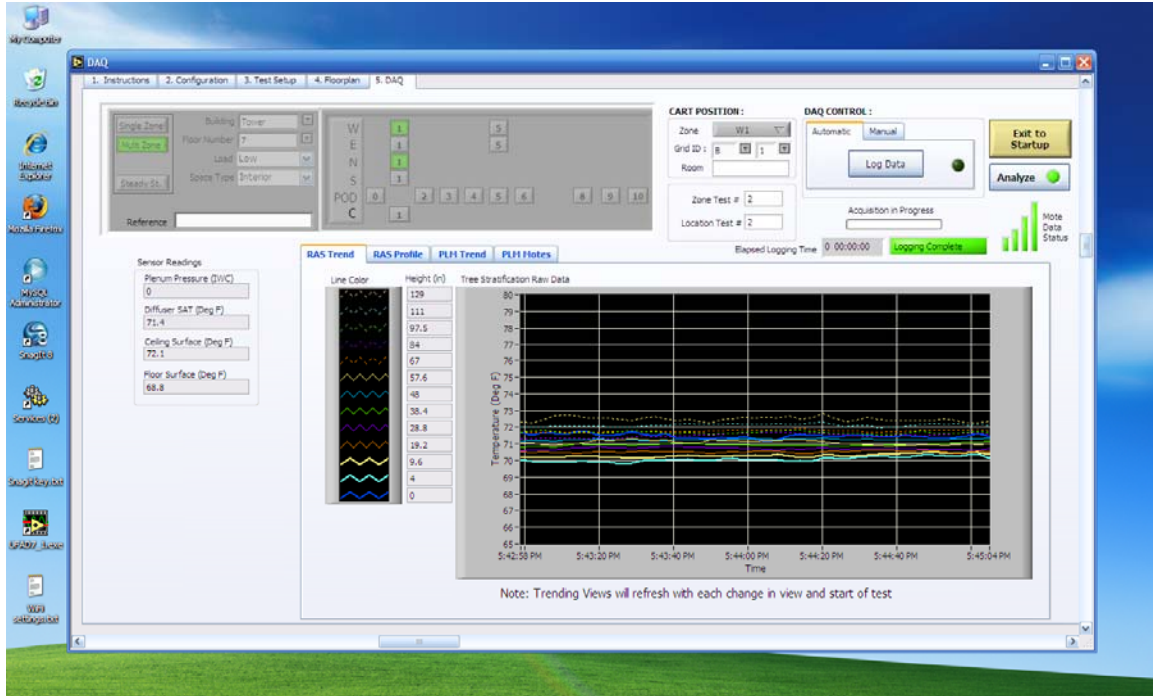 My Computer
Recycle Bin
Internet Explorer
Mozilla Firefox
MySQL Administrator
SnagIt 8
Services (2)
DAQ
1. Instructions 2. Configuration 3. Test Setup 4. Floorplan 5. DAQ
Single Zone Building Tower
Multi Zone Floor Number 7
Load Low
Steady St. Space Type Interior
Reference
W 1 5
E 1 5
N 1
S 1
POD 0 2 3 4 5 6 8 9 10
C 1
CART POSITION :
Zone W1
Grid ID : B 1
Room
Zone Test # 2
Location Test # 2
DAQ CONTROL :
Automatic Manual
Log Data
Exit to Startup
Analyze
Acquisition in Progress
Mote Data Status
Elapsed Logging Time 0 00:00:00 Logging Complete
Sensor Readings
Plenum Pressure (IWC)
0
Diffuser SAT (Deg F)
71.4
Ceiling Surface (Deg F)
72.1
Floor Surface (Deg F)
68.8
RAS Trend RAS Profile PLM Trend PLM Motes
Line Color Height (in) Tree Stratification Raw Data
129
111
97.5
84
67
57.6
48
38.4
28.8
19.2
9.6
4
0
Temperature (Deg F)
80
79
78
77
76
75
74
73
72
71
70
69
68
67
66
65
5:42:58 PM 5:43:20 PM 5:43:40 PM 5:44:00 PM 5:44:20 PM 5:44:40 PM 5:45:04 PM
Time
Note: Trending Views will refresh with each change in view and start of test